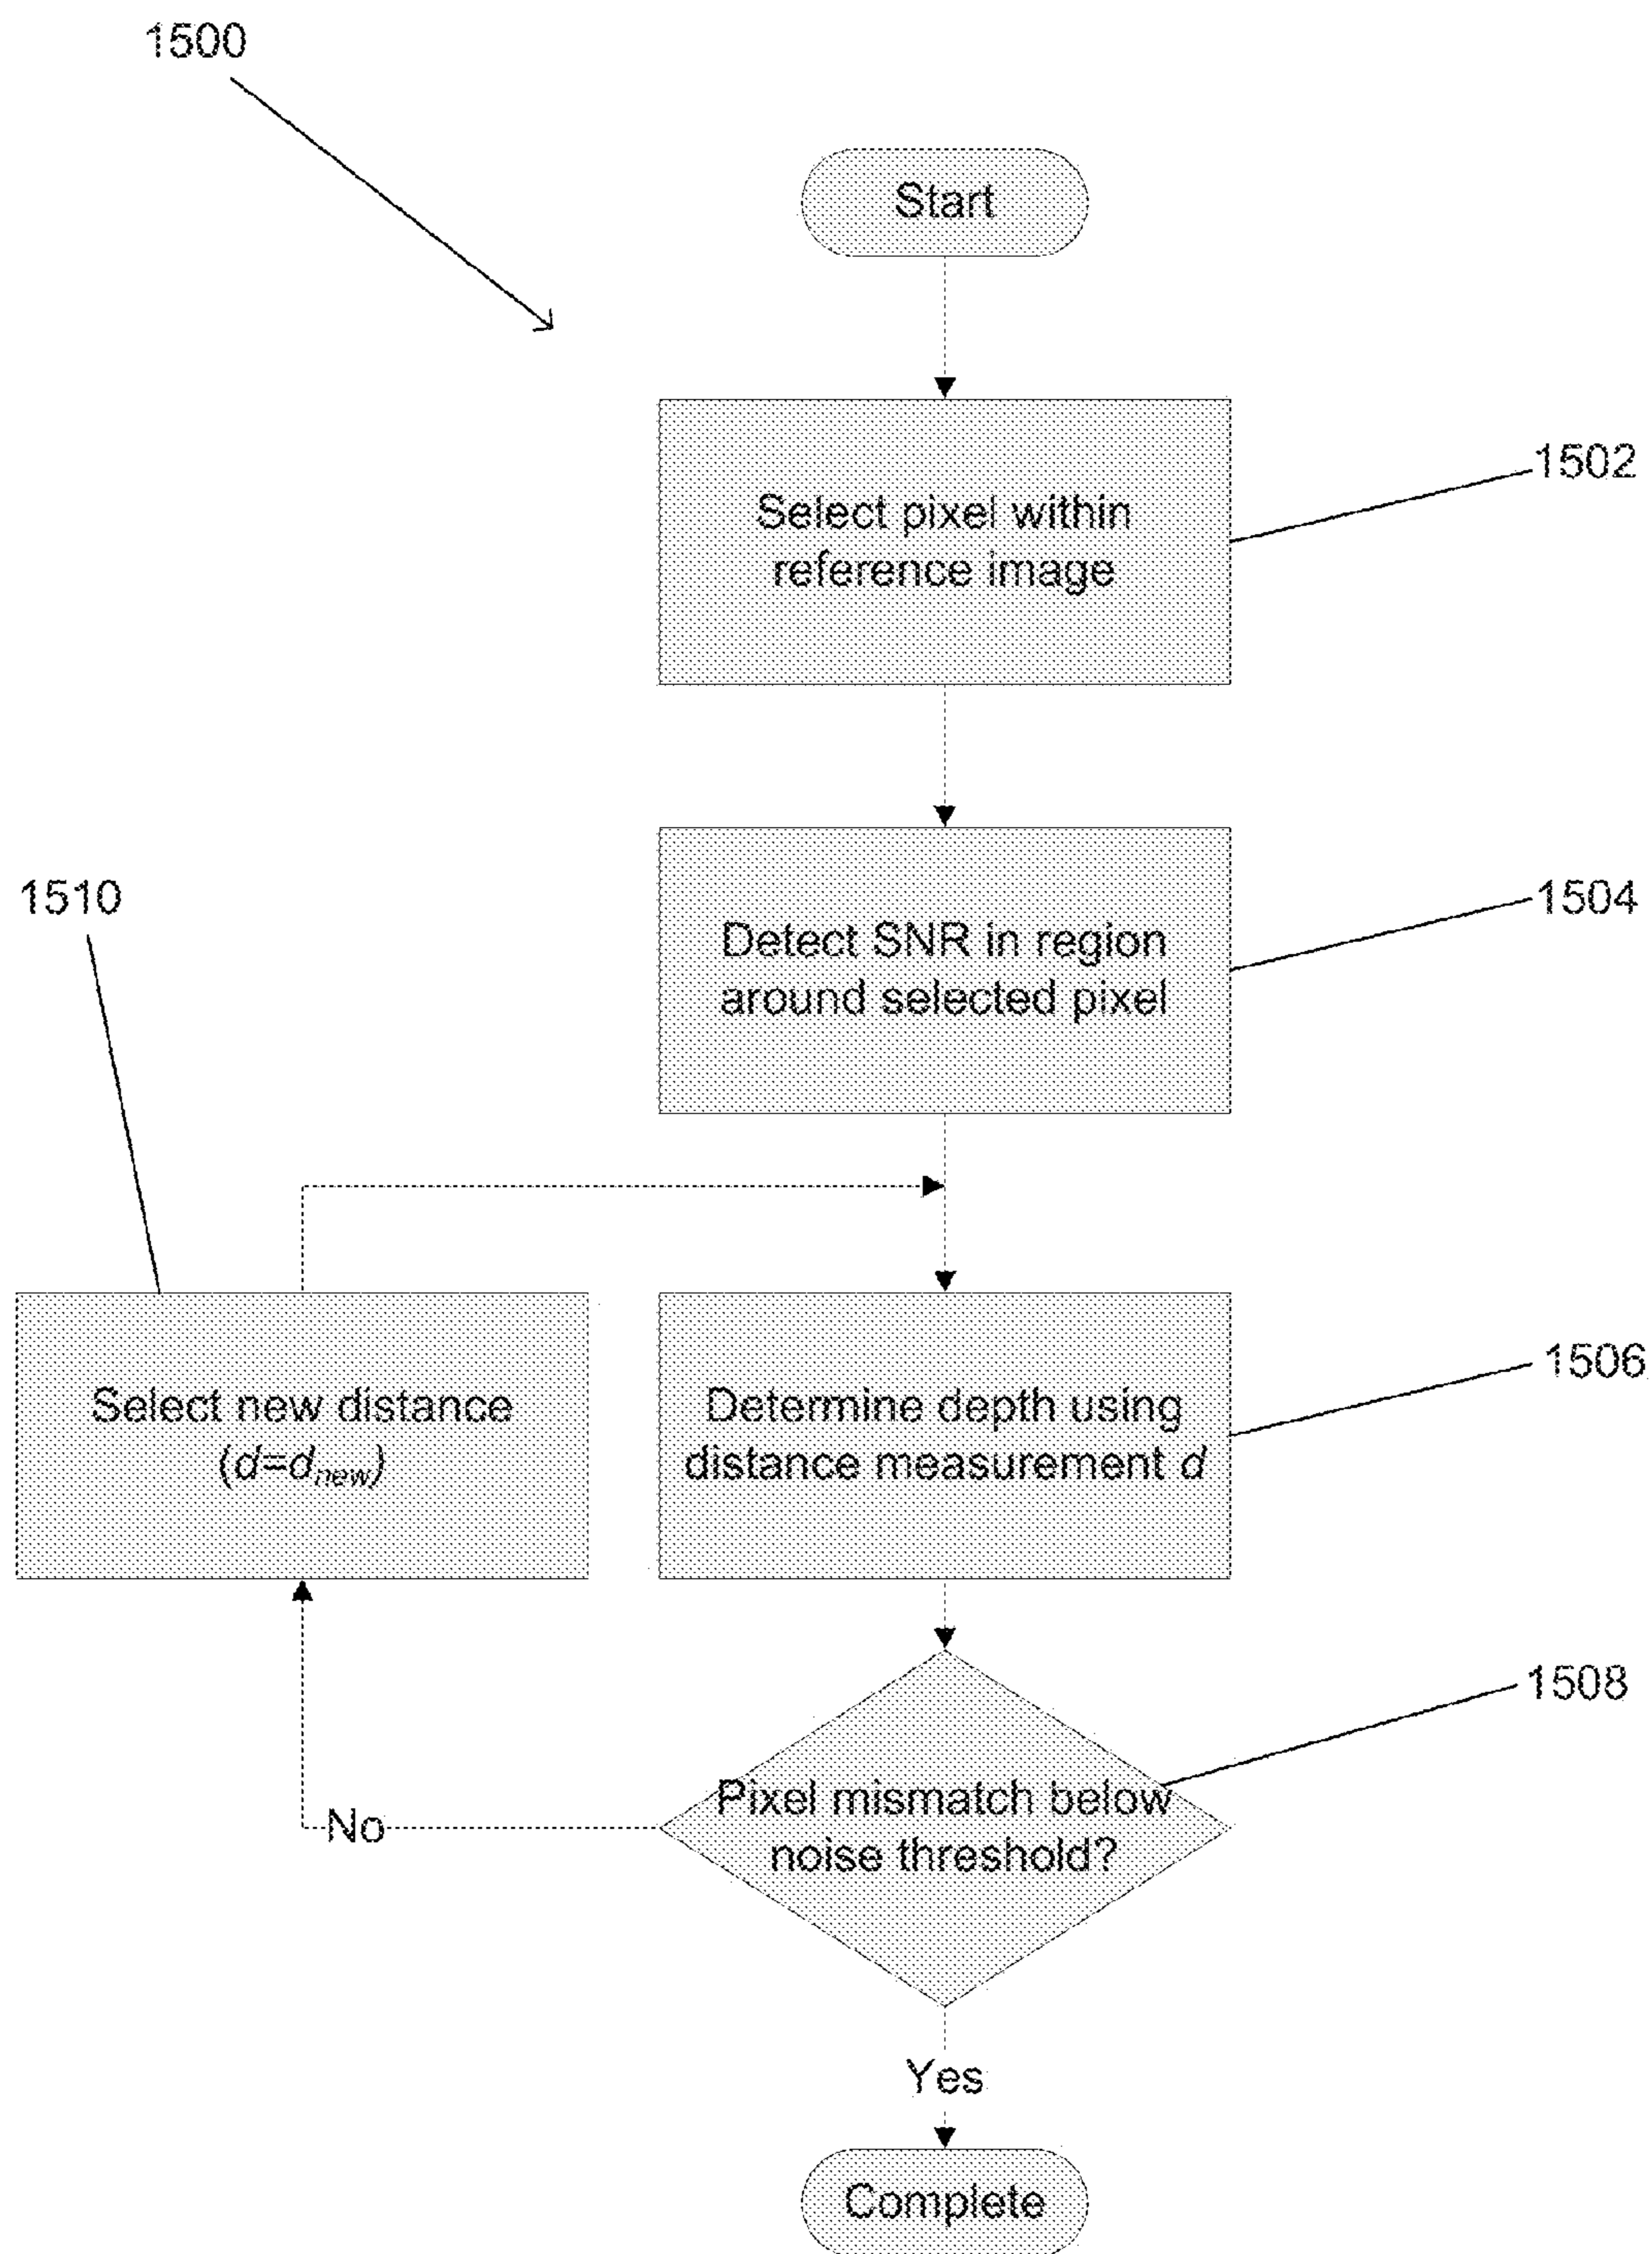 1500
Start
1502
Select pixel within
reference image
1504
Detect SNR in region
around selected pixel
1510
1506
Select new distance
(d=dnew)
Determine depth using
distance measurement d
1508
Pixel mismatch below
noise threshold?
No
Yes
Complete